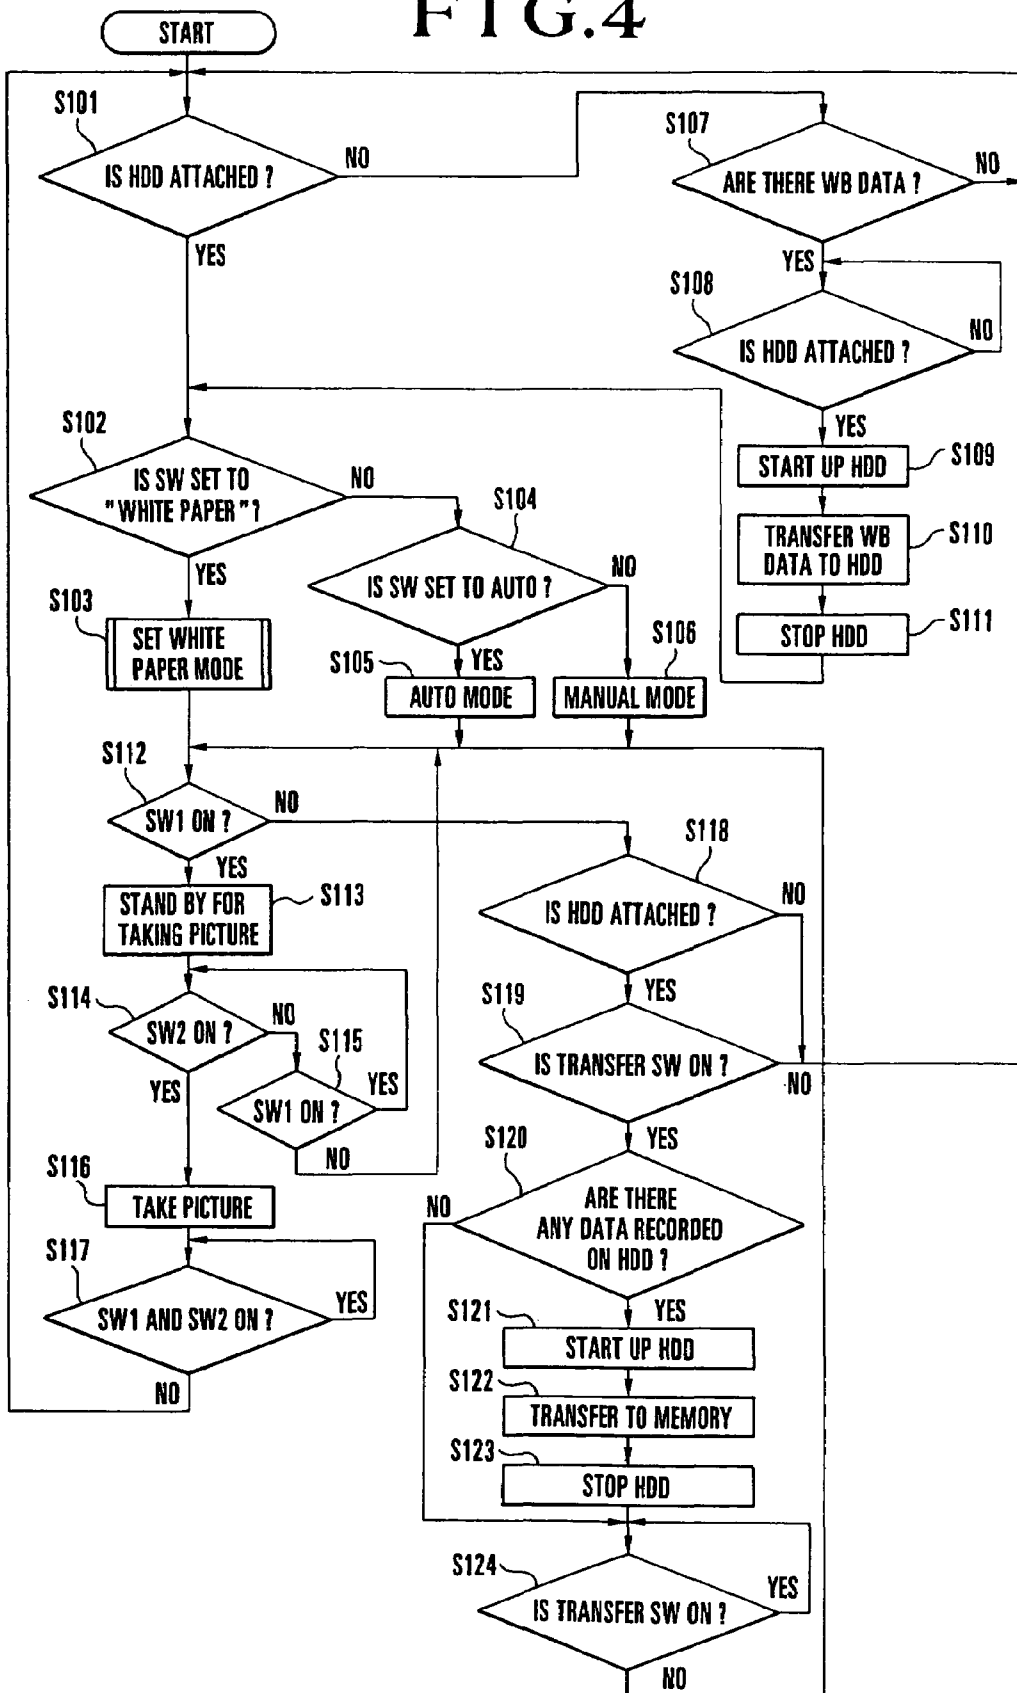 FIG.4
START
S101
IS HDD ATTACHED ?
NO
YES
S107
ARE THERE WB DATA ?
NO
YES
S108
IS HDD ATTACHED ?
NO
YES
START UP HDD
S109
TRANSFER WB
DATA TO HDD
S110
STOP HDD
S111
S102
IS SW SET TO
"WHITE PAPER" ?
NO
YES
S103
SET WHITE
PAPER MODE
S104
IS SW SET TO AUTO ?
NO
YES
S105
AUTO MODE
S106
MANUAL MODE
S112
SW1 ON ?
NO
YES
STAND BY FOR
TAKING PICTURE
S113
S114
SW2 ON ?
NO
YES
S115
SW1 ON ?
YES
NO
S116
TAKE PICTURE
S117
SW1 AND SW2 ON ?
YES
NO
S118
IS HDD ATTACHED ?
NO
YES
S119
IS TRANSFER SW ON ?
NO
YES
S120
ARE THERE
ANY DATA RECORDED
ON HDD ?
NO
YES
S121
START UP HDD
S122
TRANSFER TO MEMORY
S123
STOP HDD
S124
IS TRANSFER SW ON ?
YES
NO